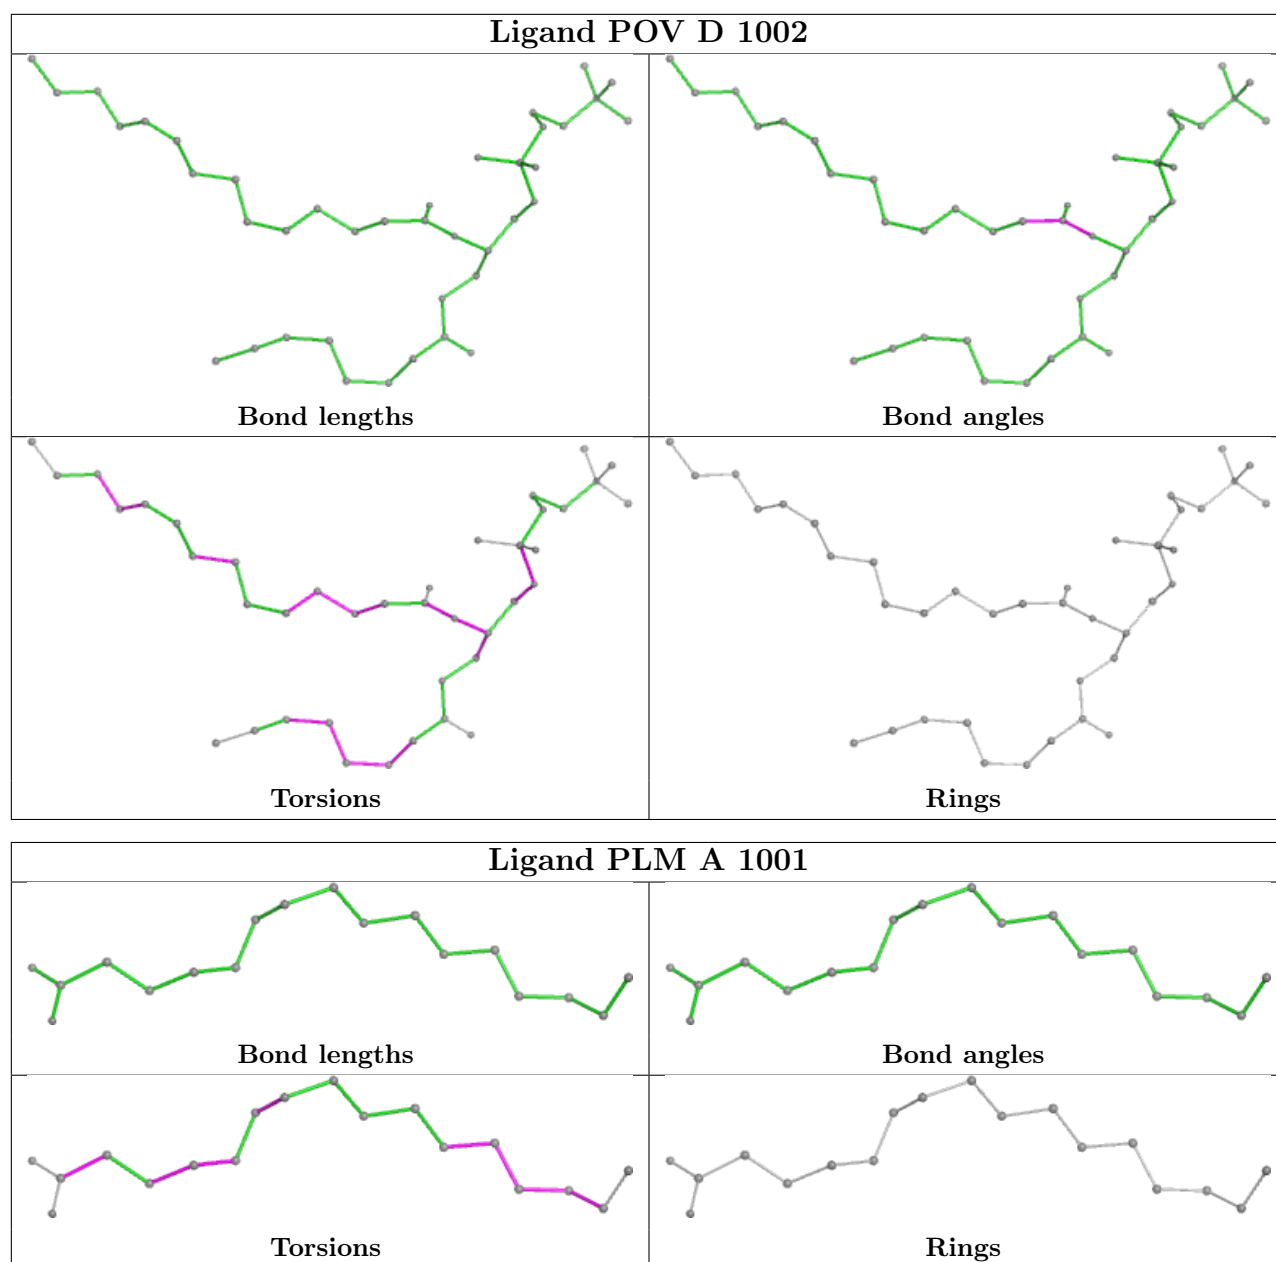 Ligand POV D 1002
Bond lengths
Bond angles
Torsions
Rings
Ligand PLM A 1001
Bond lengths
Bond angles
Torsions
Rings